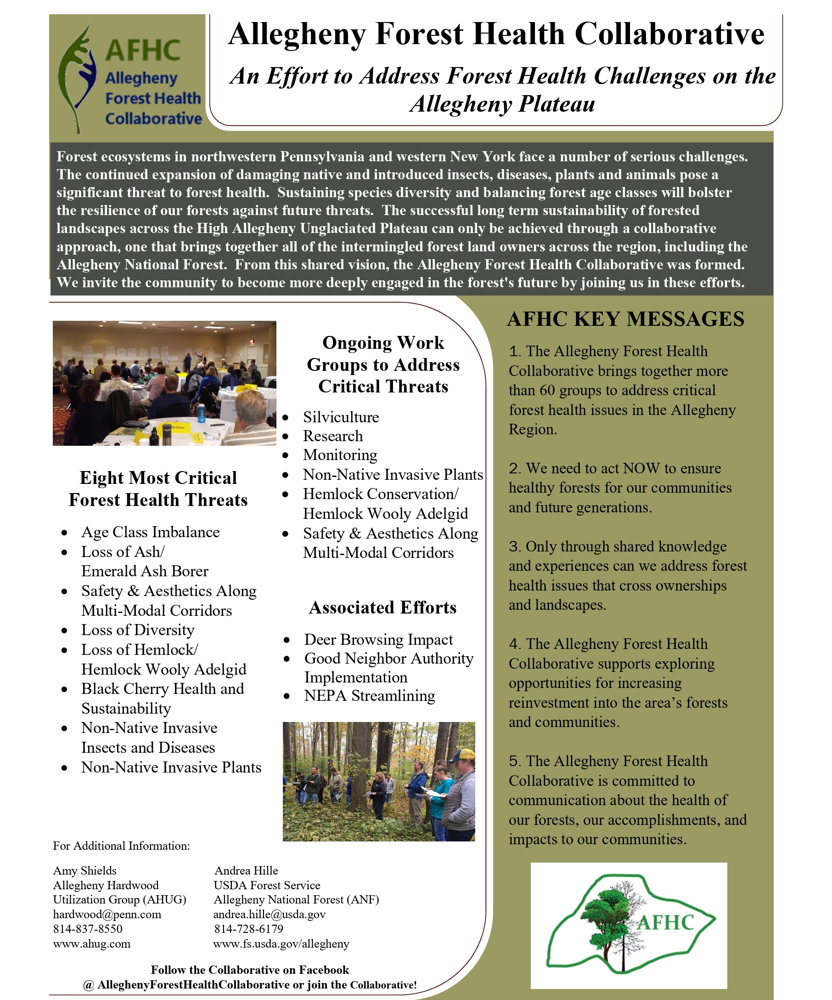 AFHC
Allegheny
Forest Health
Collaborative
Allegheny Forest Health Collaborative
An Effort to Address Forest Health Challenges on the
Allegheny Plateau
Forest ecosystems in northwestern Pennsylvania and western New York face a number of serious challenges.
The continued expansion of damaging native and introduced insects, diseases, plants and animals pose a
significant threat to forest health.  Sustaining species diversity and balancing forest age classes will bolster
the resilience of our forests against future threats.  The successful long term sustainability of forested
landscapes across the High Allegheny Unglaciated Plateau can only be achieved through a collaborative
approach, one that brings together all of the intermingled forest land owners across the region, including the
Allegheny National Forest.  From this shared vision, the Allegheny Forest Health Collaborative was formed.
We invite the community to become more deeply engaged in the forest's future by joining us in these efforts.
ck Cherry
Eight Most Critical
Forest Health Threats
• Age Class Imbalance
• Loss of Ash/
Emerald Ash Borer
• Safety & Aesthetics Along
Multi-Modal Corridors
• Loss of Diversity
• Loss of Hemlock/
Hemlock Wooly Adelgid
• Black Cherry Health and
Sustainability
• Non-Native Invasive
Insects and Diseases
• Non-Native Invasive Plants
Ongoing Work
Groups to Address
Critical Threats
• Silviculture
• Research
• Monitoring
• Non-Native Invasive Plants
• Hemlock Conservation/
Hemlock Wooly Adelgid
• Safety & Aesthetics Along
Multi-Modal Corridors
Associated Efforts
• Deer Browsing Impact
• Good Neighbor Authority
Implementation
• NEPA Streamlining
For Additional Information:
Amy Shields
Allegheny Hardwood
Utilization Group (AHUG)
hardwood@penn.com
814-837-8550
www.ahug.com
Andrea Hille
USDA Forest Service
Allegheny National Forest (ANF)
andrea.hille@usda.gov
814-728-6179
www.fs.usda.gov/allegheny
Follow the Collaborative on Facebook
@ AlleghenyForestHealthCollaborative or join the Collaborative!
AFHC KEY MESSAGES
1. The Allegheny Forest Health
Collaborative brings together more
than 60 groups to address critical
forest health issues in the Allegheny
Region.
2. We need to act NOW to ensure
healthy forests for our communities
and future generations.
3. Only through shared knowledge
and experiences can we address forest
health issues that cross ownerships
and landscapes.
4. The Allegheny Forest Health
Collaborative supports exploring
opportunities for increasing
reinvestment into the area’s forests
and communities.
5. The Allegheny Forest Health
Collaborative is committed to
communication about the health of
our forests, our accomplishments, and
impacts to our communities.
AFHC